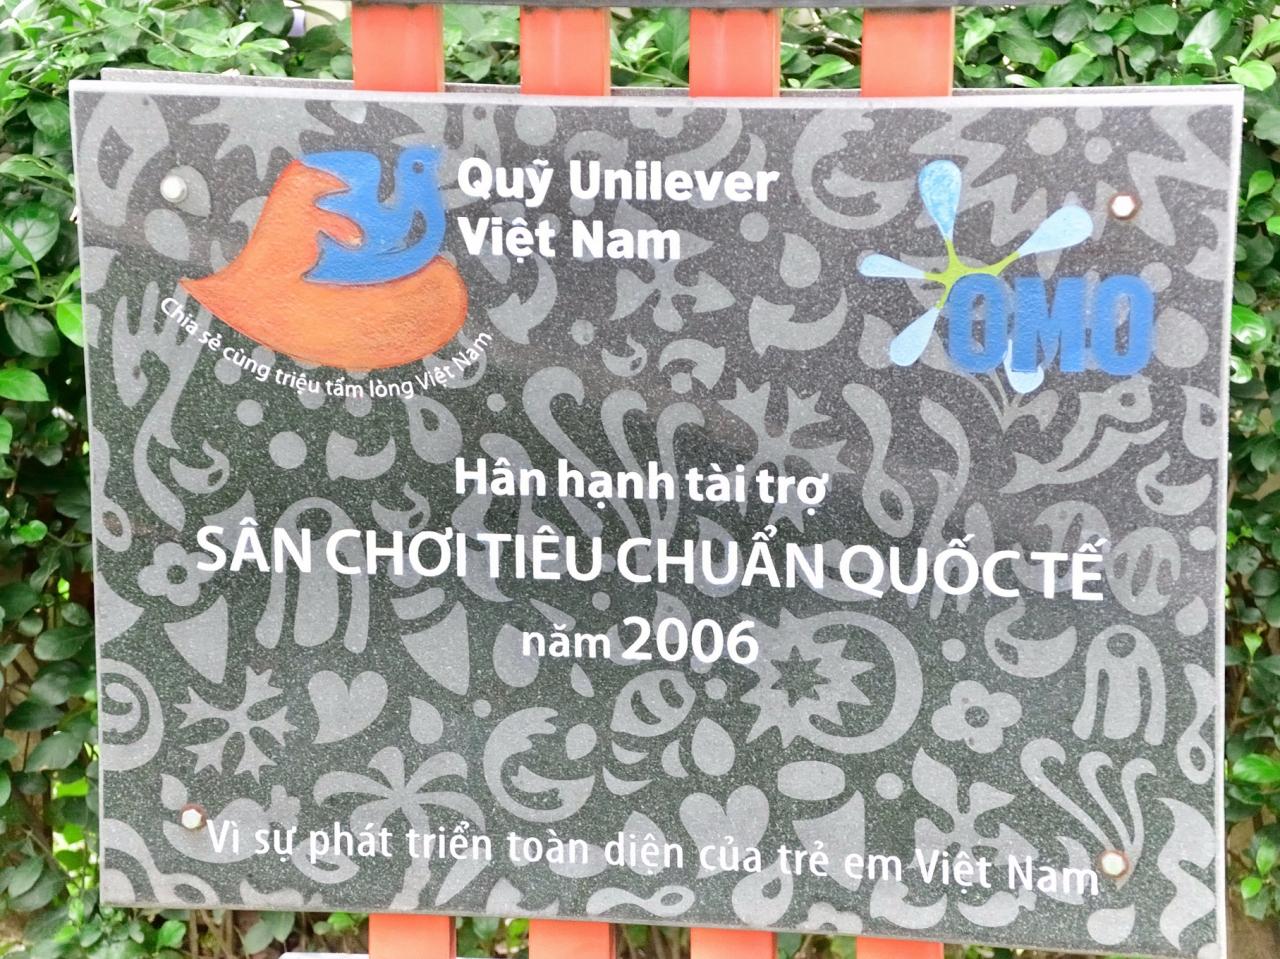 Quỹ Unilever
Việt Nam
Chia sẻ cùng triệu tấm lòng Việt Nam
OMO
Hân hạnh tài trợ
SÂN CHƠI TIÊU CHUẨN QUỐC TẾ
năm 2006
Vì sự phát triển toàn diện của trẻ em Việt Nam